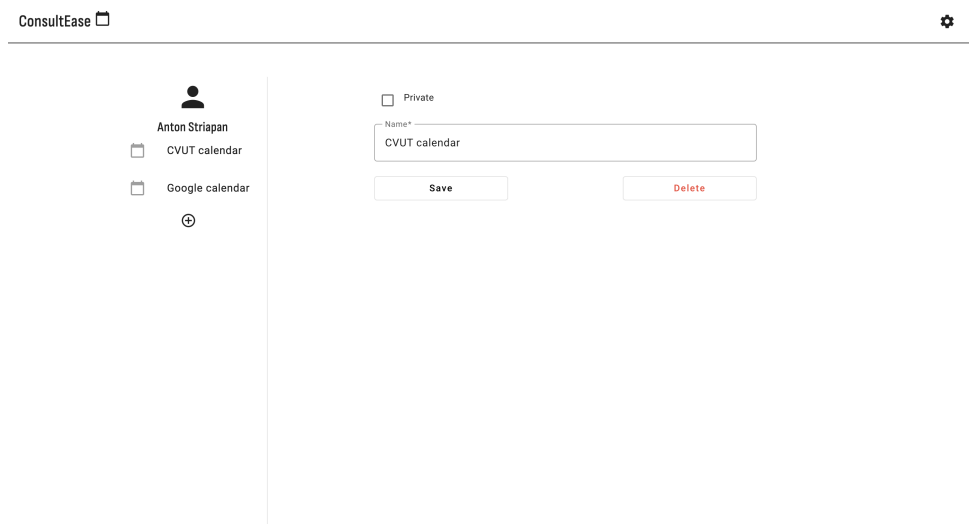 ConsultEase
Anton Striapan
CVUT calendar
Google calendar
Private
Name*
CVUT calendar
Save
Delete